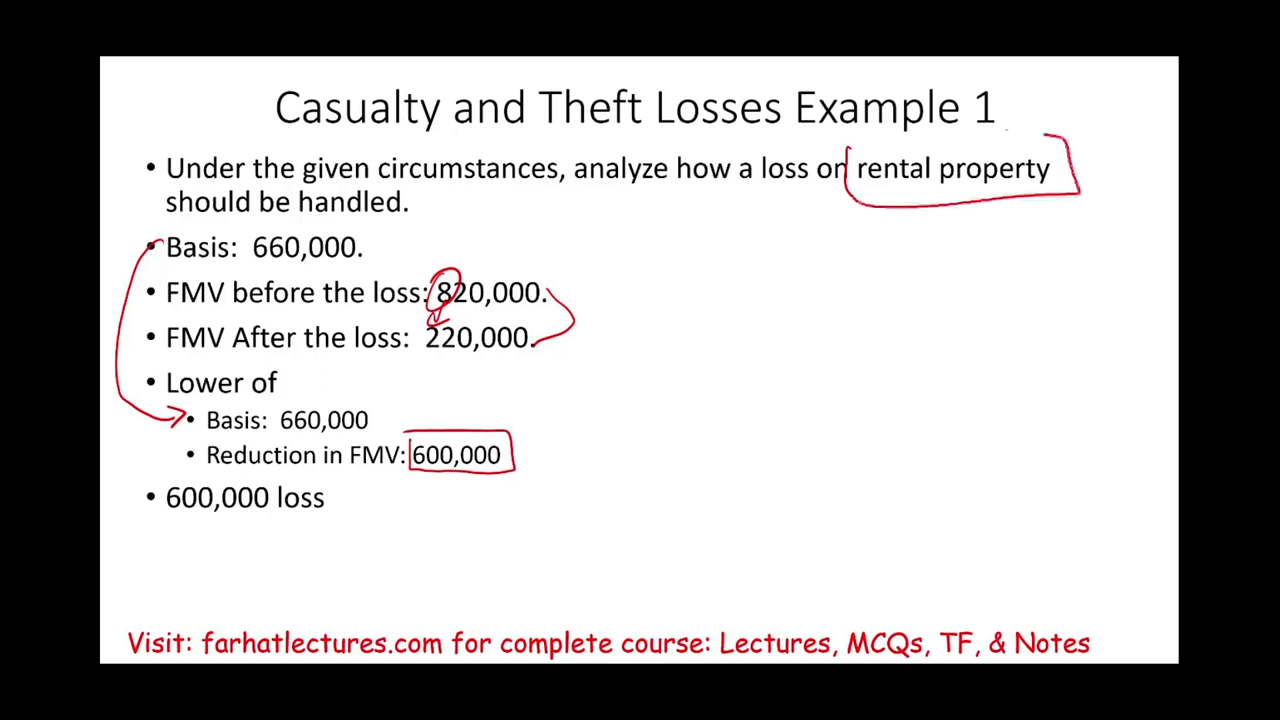 Casualty and Theft Losses Example 1
• Under the given circumstances, analyze how a loss on rental property
should be handled.
• Basis: 660,000.
• FMV before the loss: 820,000.
• FMV After the loss: 220,000.
• Lower of
• Basis: 660,000
• Reduction in FMV: 600,000
• 600,000 loss
Visit: farhatlectures.com for complete course: Lectures, MCQs, TF, & Notes